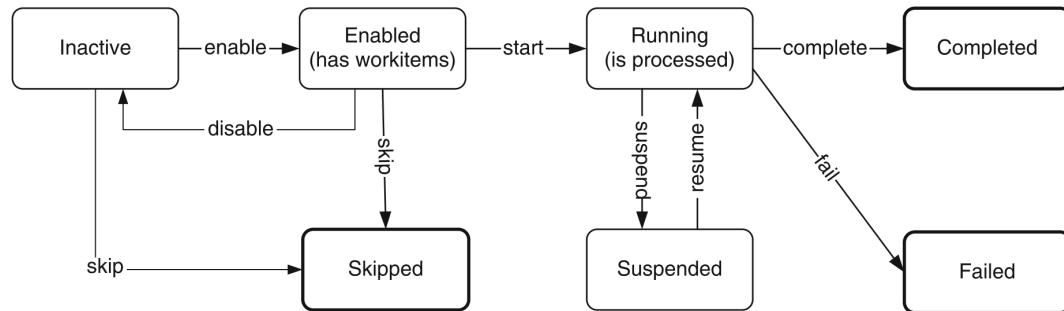 Inactive
enable
Enabled
(has workitems)
start
Running
(is processed)
complete
Completed
disable
skip
suspend
resume
fail
skip
Skipped
Suspended
Failed